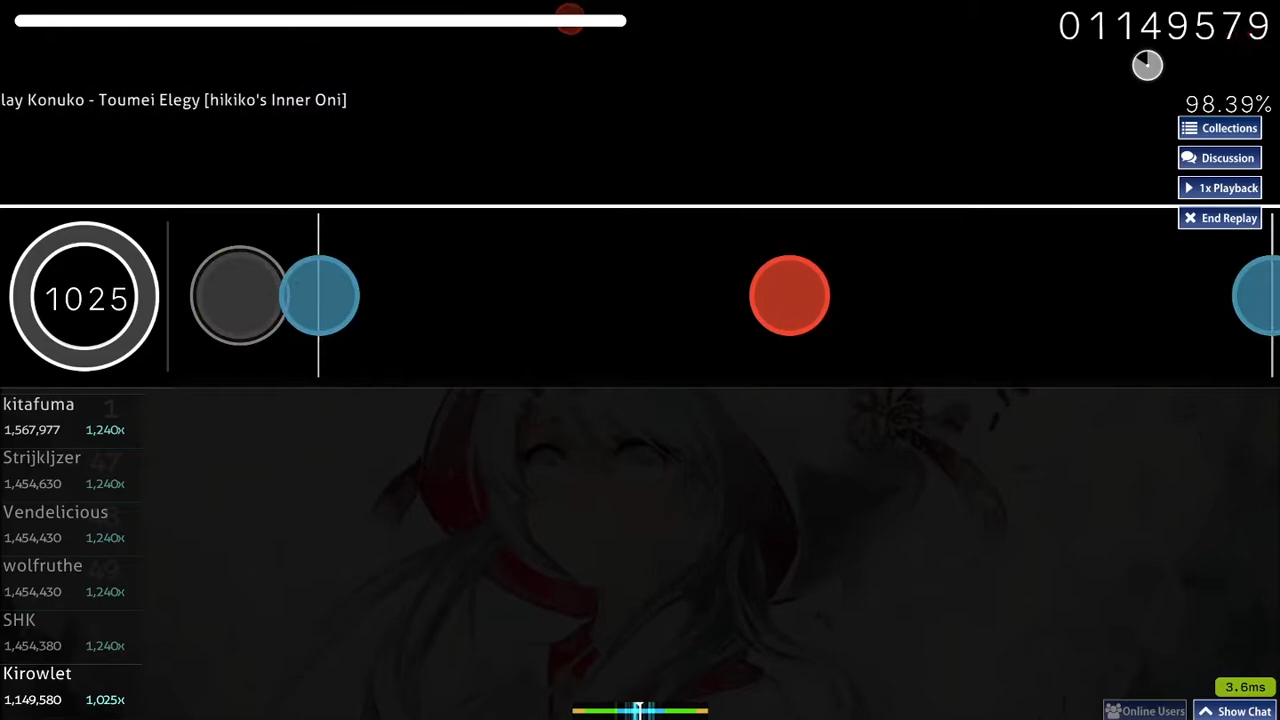 01149579
lay Konuko - Toumei Elegy [hikiko's Inner Oni]
98.39%
Collections
Discussion
1x Playback
End Replay
1025
kitafuma 1
1,567,977 1,240x
Strijkljzer 47
1,454,630 1,240x
Vendelicious
1,454,430 1,240x
wolfruthe 49
1,454,430 1,240x
SHK
1,454,380 1,240x
Kirowlet
1,149,580 1,025x
3.6ms
Online Users
Show Chat